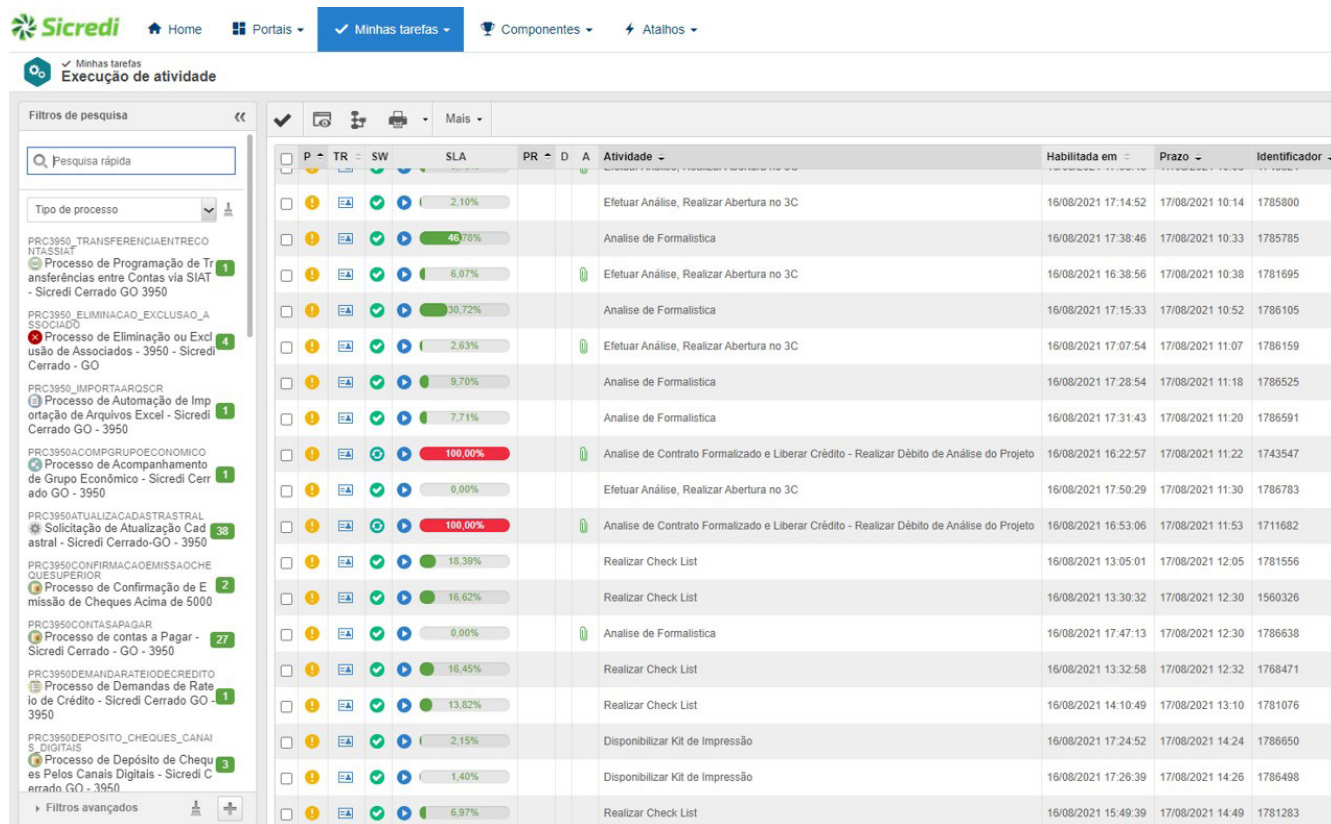 Sicredi Home Portais Minhas tarefas Componentes Atalhos
Minhas tarefas
Execução de atividade
Filtros de pesquisa
Pesquisa rápida
Tipo de processo
PRC3950_TRANSFERENCIAENTRECO
NTASSIAT
Processo de Programação de Tr
ansferências entre Contas via SIAT
- Sicredi Cerrado GO 3950
1
PRC3950_ELIMINACAO_EXCLUSAO_A
SSOCIADO
Processo de Eliminação ou Excl
usão de Associados - 3950 - Sicredi
Cerrado - GO
4
PRC3950_IMPORTAARQSCR
Processo de Automação de Imp
ortação de Arquivos Excel - Sicredi
Cerrado GO - 3950
1
PRC3950ACOMPGRUPOECONOMICO
Processo de Acompanhamento
de Grupo Econômico - Sicredi Cerr
ado GO - 3950
1
PRC3950ATUALIZACADASTRASTRAL
Solicitação de Atualização Cad
astral - Sicredi Cerrado-GO - 3950
38
PRC3950CONFIRMACAOEMISSAOCHE
QUESUPERIOR
Processo de Confirmação de E
missão de Cheques Acima de 5000
2
PRC3950CONTASAPAGAR
Processo de contas a Pagar -
Sicredi Cerrado - GO - 3950
27
PRC3950DEMANDARATEIODECREDITO
Processo de Demandas de Rate
io de Crédito - Sicredi Cerrado GO -
3950
1
PRC3950DEPOSITO_CHEQUES_CANAI
S_DIGITAIS
Processo de Depósito de Chequ
es Pelos Canais Digitais - Sicredi C
errado GO - 3950
3
Filtros avançados
Mais
P TR SW SLA PR D A Atividade Habilitada em Prazo Identificador
2,10% Efetuar Análise, Realizar Abertura no 3C 16/08/2021 17:14:52 17/08/2021 10:14 1785800
46,78% Analise de Formalistica 16/08/2021 17:38:46 17/08/2021 10:33 1785785
6,07% Efetuar Análise, Realizar Abertura no 3C 16/08/2021 16:38:56 17/08/2021 10:38 1781695
30,72% Analise de Formalistica 16/08/2021 17:15:33 17/08/2021 10:52 1786105
2,63% Efetuar Análise, Realizar Abertura no 3C 16/08/2021 17:07:54 17/08/2021 11:07 1786159
9,70% Analise de Formalistica 16/08/2021 17:28:54 17/08/2021 11:18 1786525
7,71% Analise de Formalistica 16/08/2021 17:31:43 17/08/2021 11:20 1786591
100,00% Analise de Contrato Formalizado e Liberar Crédito - Realizar Débito de Análise do Projeto 16/08/2021 16:22:57 17/08/2021 11:22 1743547
0,00% Efetuar Análise, Realizar Abertura no 3C 16/08/2021 17:50:29 17/08/2021 11:30 1786783
100,00% Analise de Contrato Formalizado e Liberar Crédito - Realizar Débito de Análise do Projeto 16/08/2021 16:53:06 17/08/2021 11:53 1711682
18,39% Realizar Check List 16/08/2021 13:05:01 17/08/2021 12:05 1781556
16,62% Realizar Check List 16/08/2021 13:30:32 17/08/2021 12:30 1560326
0,00% Analise de Formalistica 16/08/2021 17:47:13 17/08/2021 12:30 1786638
16,45% Realizar Check List 16/08/2021 13:32:58 17/08/2021 12:32 1768471
13,82% Realizar Check List 16/08/2021 14:10:49 17/08/2021 13:10 1781076
2,15% Disponibilizar Kit de Impressão 16/08/2021 17:24:52 17/08/2021 14:24 1786650
1,40% Disponibilizar Kit de Impressão 16/08/2021 17:26:39 17/08/2021 14:26 1786498
6,97% Realizar Check List 16/08/2021 15:49:39 17/08/2021 14:49 1781283